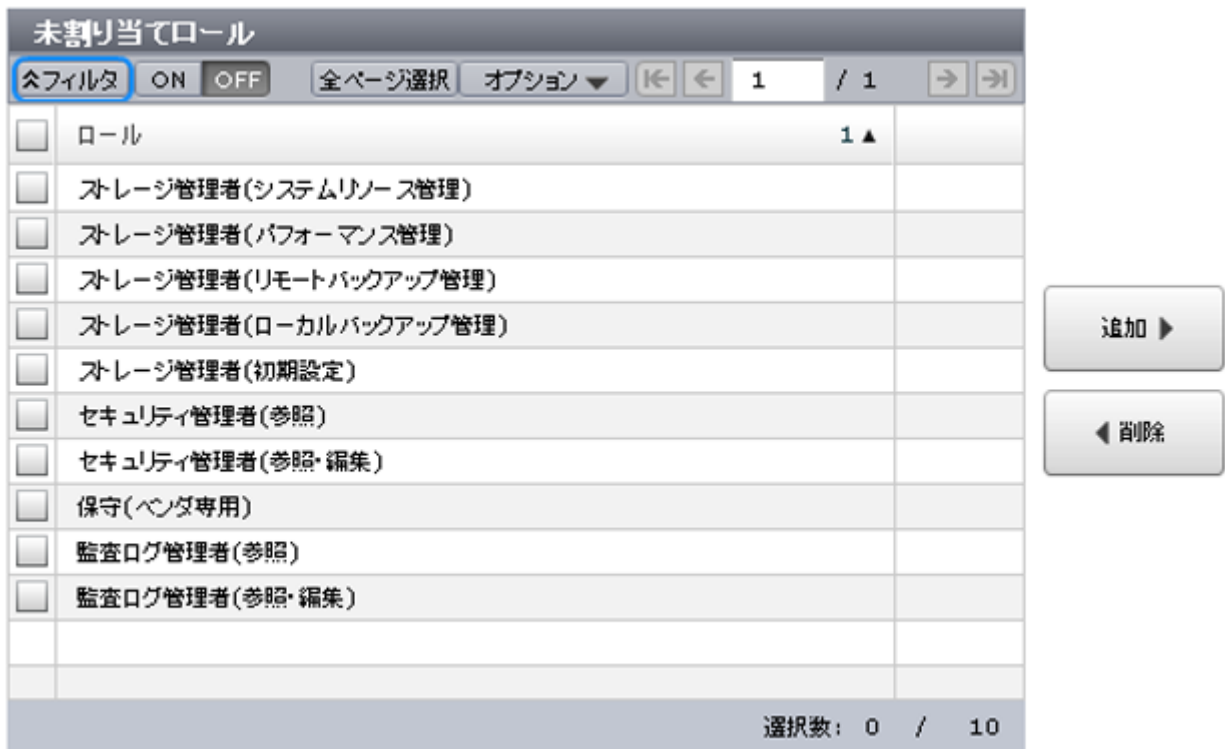 未割り当てロール
フィルタ ON OFF 全ページ選択 オプション 1 / 1
ロール 1▲
ストレージ管理者(システムリソース管理)
ストレージ管理者(パフォーマンス管理)
ストレージ管理者(リモートバックアップ管理)
ストレージ管理者(ローカルバックアップ管理)
ストレージ管理者(初期設定)
セキュリティ管理者(参照)
セキュリティ管理者(参照・編集)
保守(ベンダ専用)
監査ログ管理者(参照)
監査ログ管理者(参照・編集)
選択数: 0 / 10
追加
削除